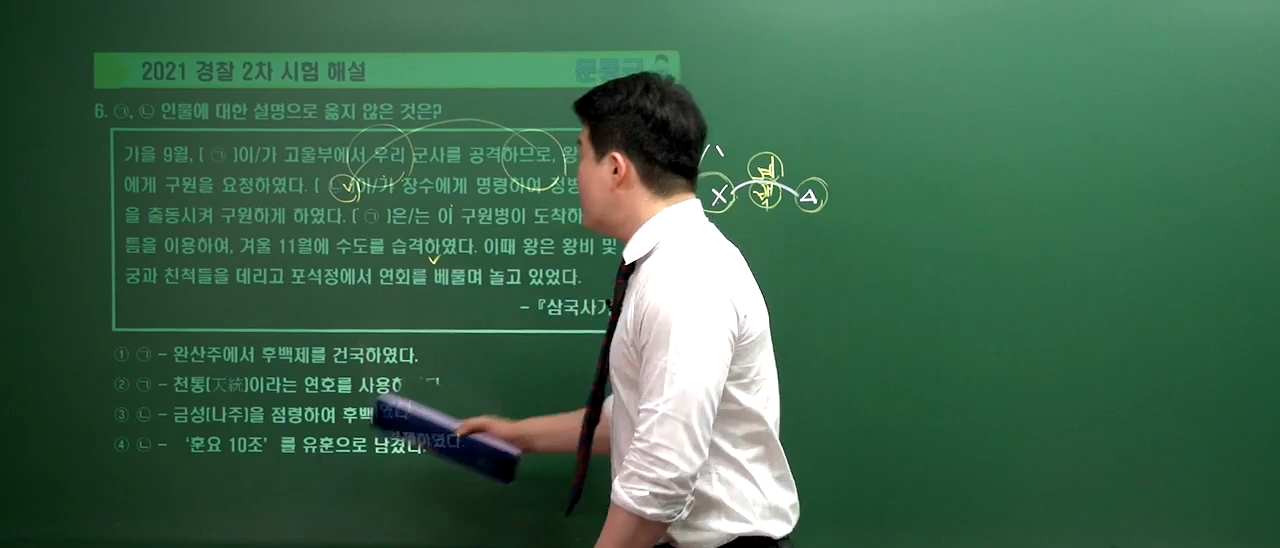 2021 경찰 2차 시험 해설
6. ㉠, ㉡ 인물에 대한 설명으로 옳지 않은 것은?
가을 9월, [ ㉠ ]이/가 고울부에서 우리 군사를 공격하므로, 왕
에게 구원을 요청하였다. [ ]이/가 장수에게 명령하여 정병
을 출동시켜 구원하게 하였다. [ ㉠ ]은/는 이 구원병이 도착하
틈을 이용하여, 겨울 11월에 수도를 습격하였다. 이때 왕은 왕비 및
궁과 친척들을 데리고 포석정에서 연회를 베풀며 놀고 있었다.
- 『삼국사기
① ㉠ - 완산주에서 후백제를 건국하였다.
② ㉠ - 천통(天統)이라는 연호를 사용하
③ ㉡ - 금성(나주)을 점령하여 후백
④ ㉡ - ‘훈요 10조’를 유훈으로 남겼다.